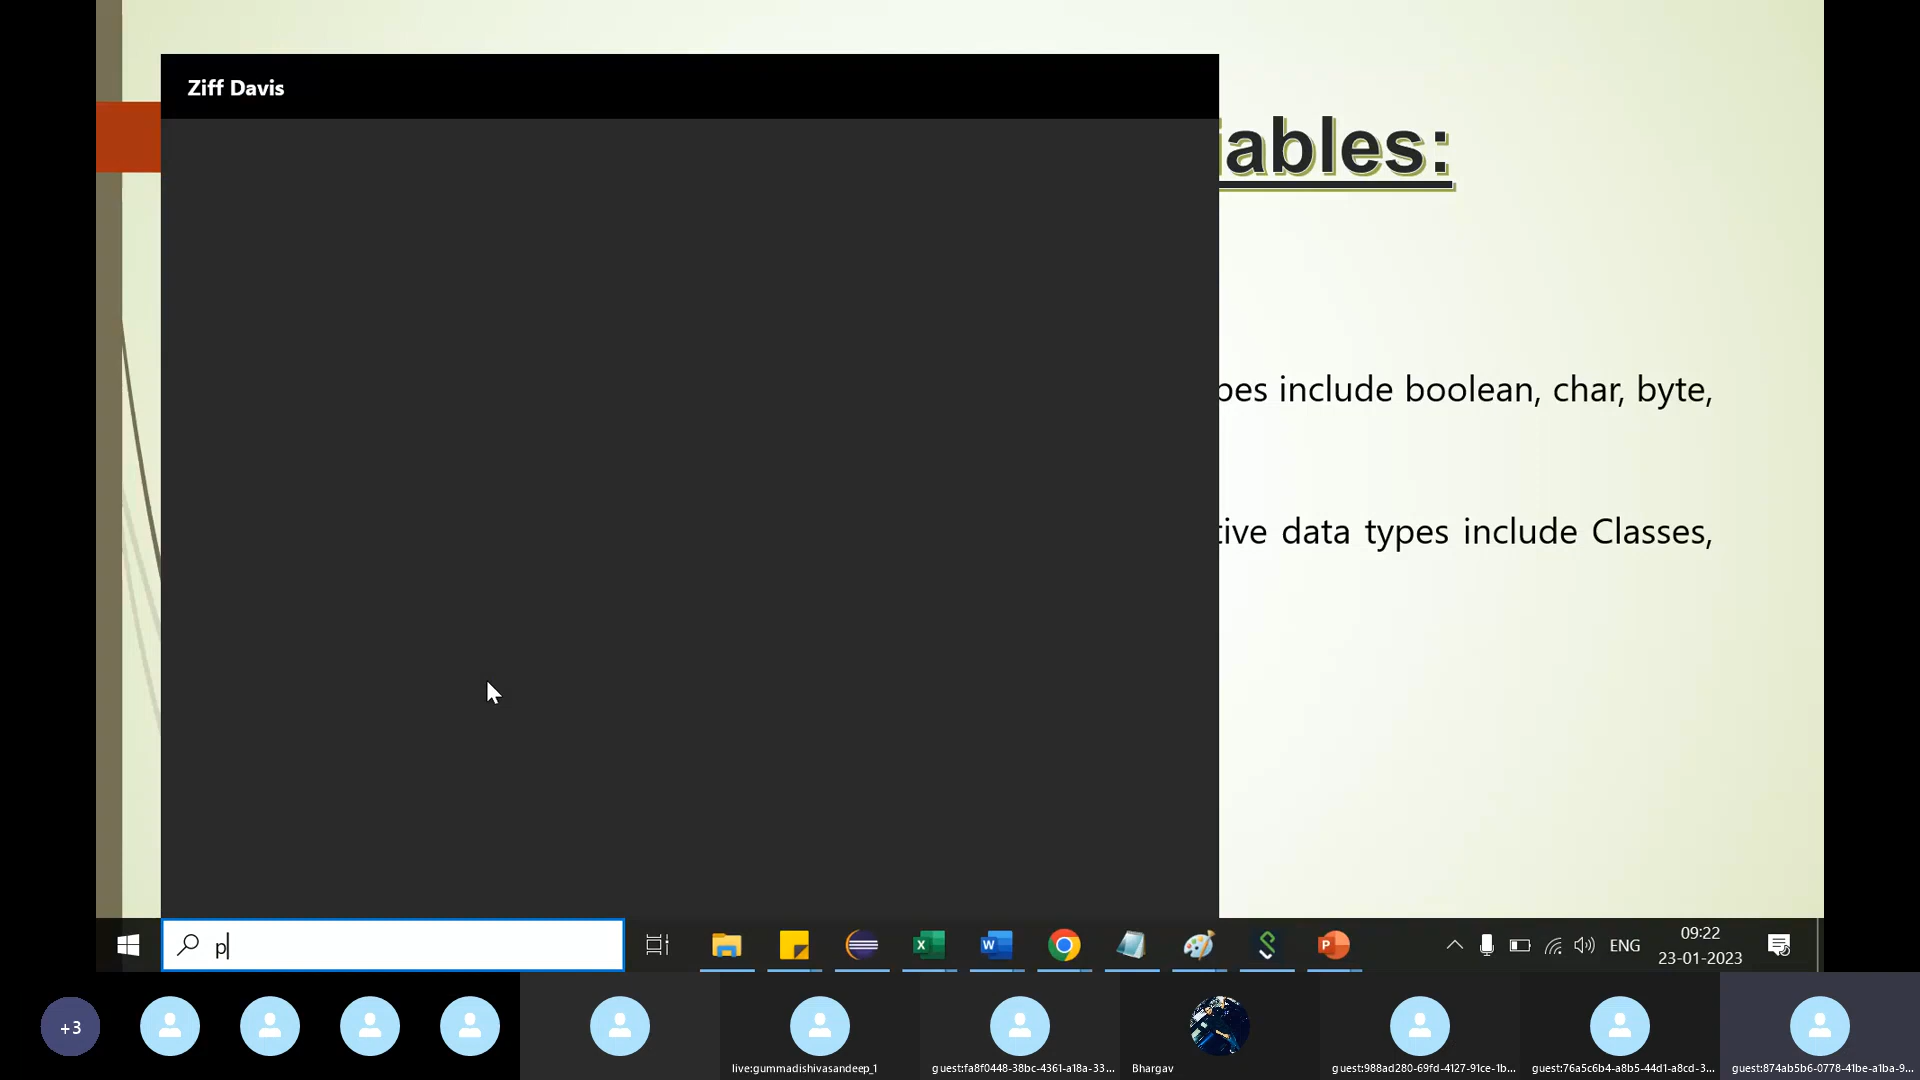 Ziff Davis
iables:
pes include boolean, char, byte,
tive data types include Classes,
p
ENG
09:22
23-01-2023
+3
live:gummadishivasandeep_1
guest:fa8f0448-38bc-4361-a18a-33...
Bhargav
guest:988ad280-69fd-4127-91ce-1b...
guest:76a5c6b4-a8b5-44d1-a8cd-3...
guest:874ab5b6-0778-41be-a1ba-9...